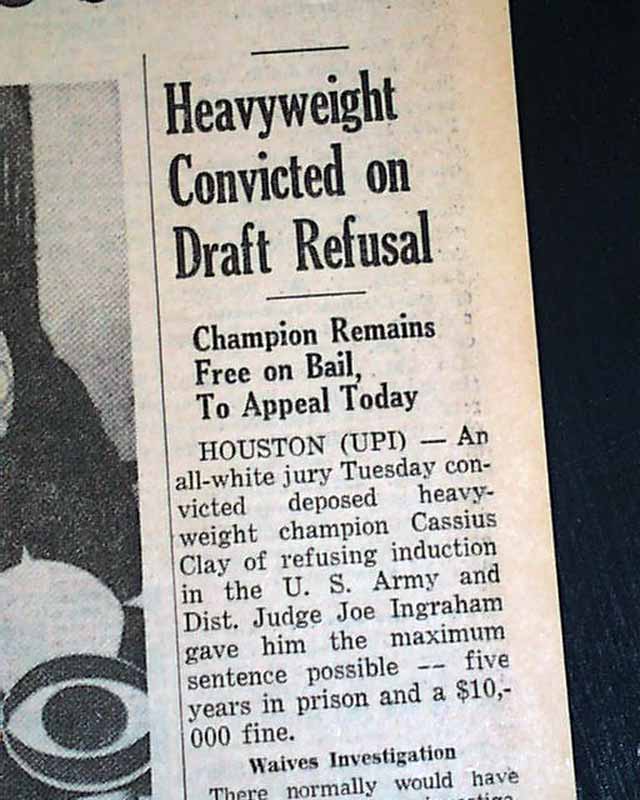 Heavyweight
Convicted on
Draft Refusal
Champion Remains
Free on Bail,
To Appeal Today
HOUSTON (UPI) — An
all-white jury Tuesday con-
victed deposed heavy-
weight champion Cassius
Clay of refusing induction
in the U. S. Army and
Dist. Judge Joe Ingraham
gave him the maximum
sentence possible -- five
years in prison and a $10,-
000 fine.
Waives Investigation
There normally would have